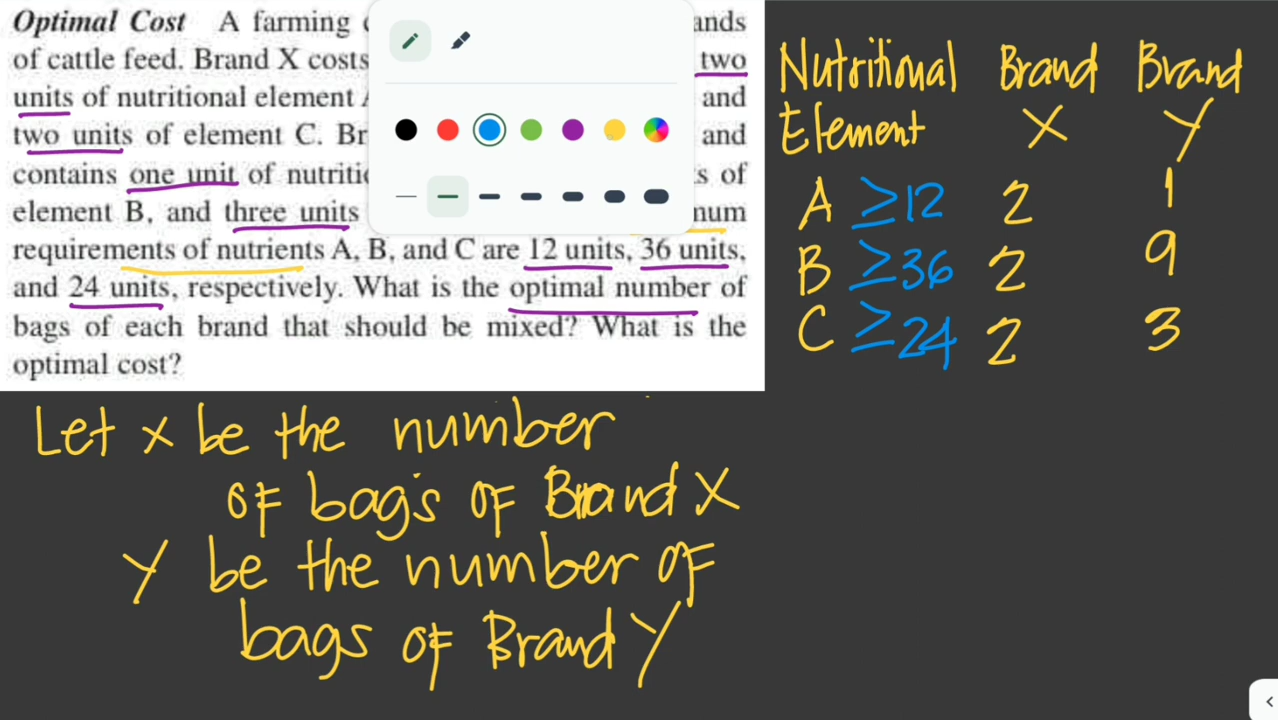 Optimal Cost A farming ands
of cattle feed. Brand X costs two
units of nutritional element and
two units of element C. Br and
contains one unit of nutriti s of
element B, and three units num
requirements of nutrients A, B, and C are 12 units, 36 units,
and 24 units, respectively. What is the optimal number of
bags of each brand that should be mixed? What is the
optimal cost?
Nutritional Brand Brand
Element X Y
A ≥12 2 1
B ≥36 2 9
C ≥24 2 3
Let x be the number
of bags of Brand X
y be the number of
bags of Brand Y